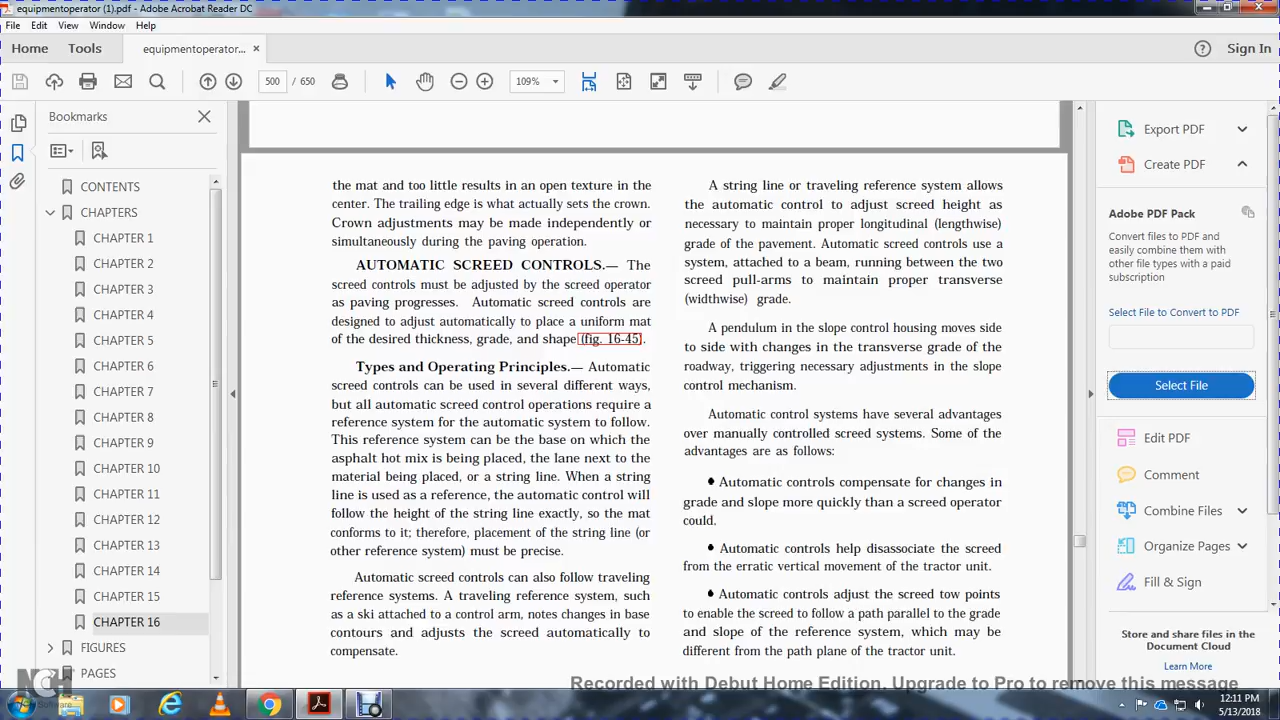 equipmentoperator (1).pdf - Adobe Acrobat Reader DC
File Edit View Window Help
Home Tools equipmentoperator... × Sign In
500 / 650 109%
Bookmarks
CONTENTS
CHAPTERS
CHAPTER 1
CHAPTER 2
CHAPTER 3
CHAPTER 4
CHAPTER 5
CHAPTER 6
CHAPTER 7
CHAPTER 8
CHAPTER 9
CHAPTER 10
CHAPTER 11
CHAPTER 12
CHAPTER 13
CHAPTER 14
CHAPTER 15
CHAPTER 16
FIGURES
PAGES
the mat and too little results in an open texture in the
center. The trailing edge is what actually sets the crown.
Crown adjustments may be made independently or
simultaneously during the paving operation.
AUTOMATIC SCREED CONTROLS.— The
screed controls must be adjusted by the screed operator
as paving progresses. Automatic screed controls are
designed to adjust automatically to place a uniform mat
of the desired thickness, grade, and shape (fig. 16-45).
Types and Operating Principles.— Automatic
screed controls can be used in several different ways,
but all automatic screed control operations require a
reference system for the automatic system to follow.
This reference system can be the base on which the
asphalt hot mix is being placed, the lane next to the
material being placed, or a string line. When a string
line is used as a reference, the automatic control will
follow the height of the string line exactly, so the mat
conforms to it; therefore, placement of the string line (or
other reference system) must be precise.
Automatic screed controls can also follow traveling
reference systems. A traveling reference system, such
as a ski attached to a control arm, notes changes in base
contours and adjusts the screed automatically to
compensate.
A string line or traveling reference system allows
the automatic control to adjust screed height as
necessary to maintain proper longitudinal (lengthwise)
grade of the pavement. Automatic screed controls use a
system, attached to a beam, running between the two
screed pull-arms to maintain proper transverse
(widthwise) grade.
A pendulum in the slope control housing moves side
to side with changes in the transverse grade of the
roadway, triggering necessary adjustments in the slope
control mechanism.
Automatic control systems have several advantages
over manually controlled screed systems. Some of the
advantages are as follows:
• Automatic controls compensate for changes in
grade and slope more quickly than a screed operator
could.
• Automatic controls help disassociate the screed
from the erratic vertical movement of the tractor unit.
• Automatic controls adjust the screed tow points
to enable the screed to follow a path parallel to the grade
and slope of the reference system, which may be
different from the path plane of the tractor unit.
Export PDF
Create PDF
Adobe PDF Pack
Convert files to PDF and
easily combine them with
other file types with a paid
subscription
Select File to Convert to PDF
Select File
Edit PDF
Comment
Combine Files
Organize Pages
Fill & Sign
Store and share files in the
Document Cloud
Learn More
NCH Software
Recorded with Debut Home Edition. Upgrade to Pro to remove this message
12:11 PM
5/13/2018